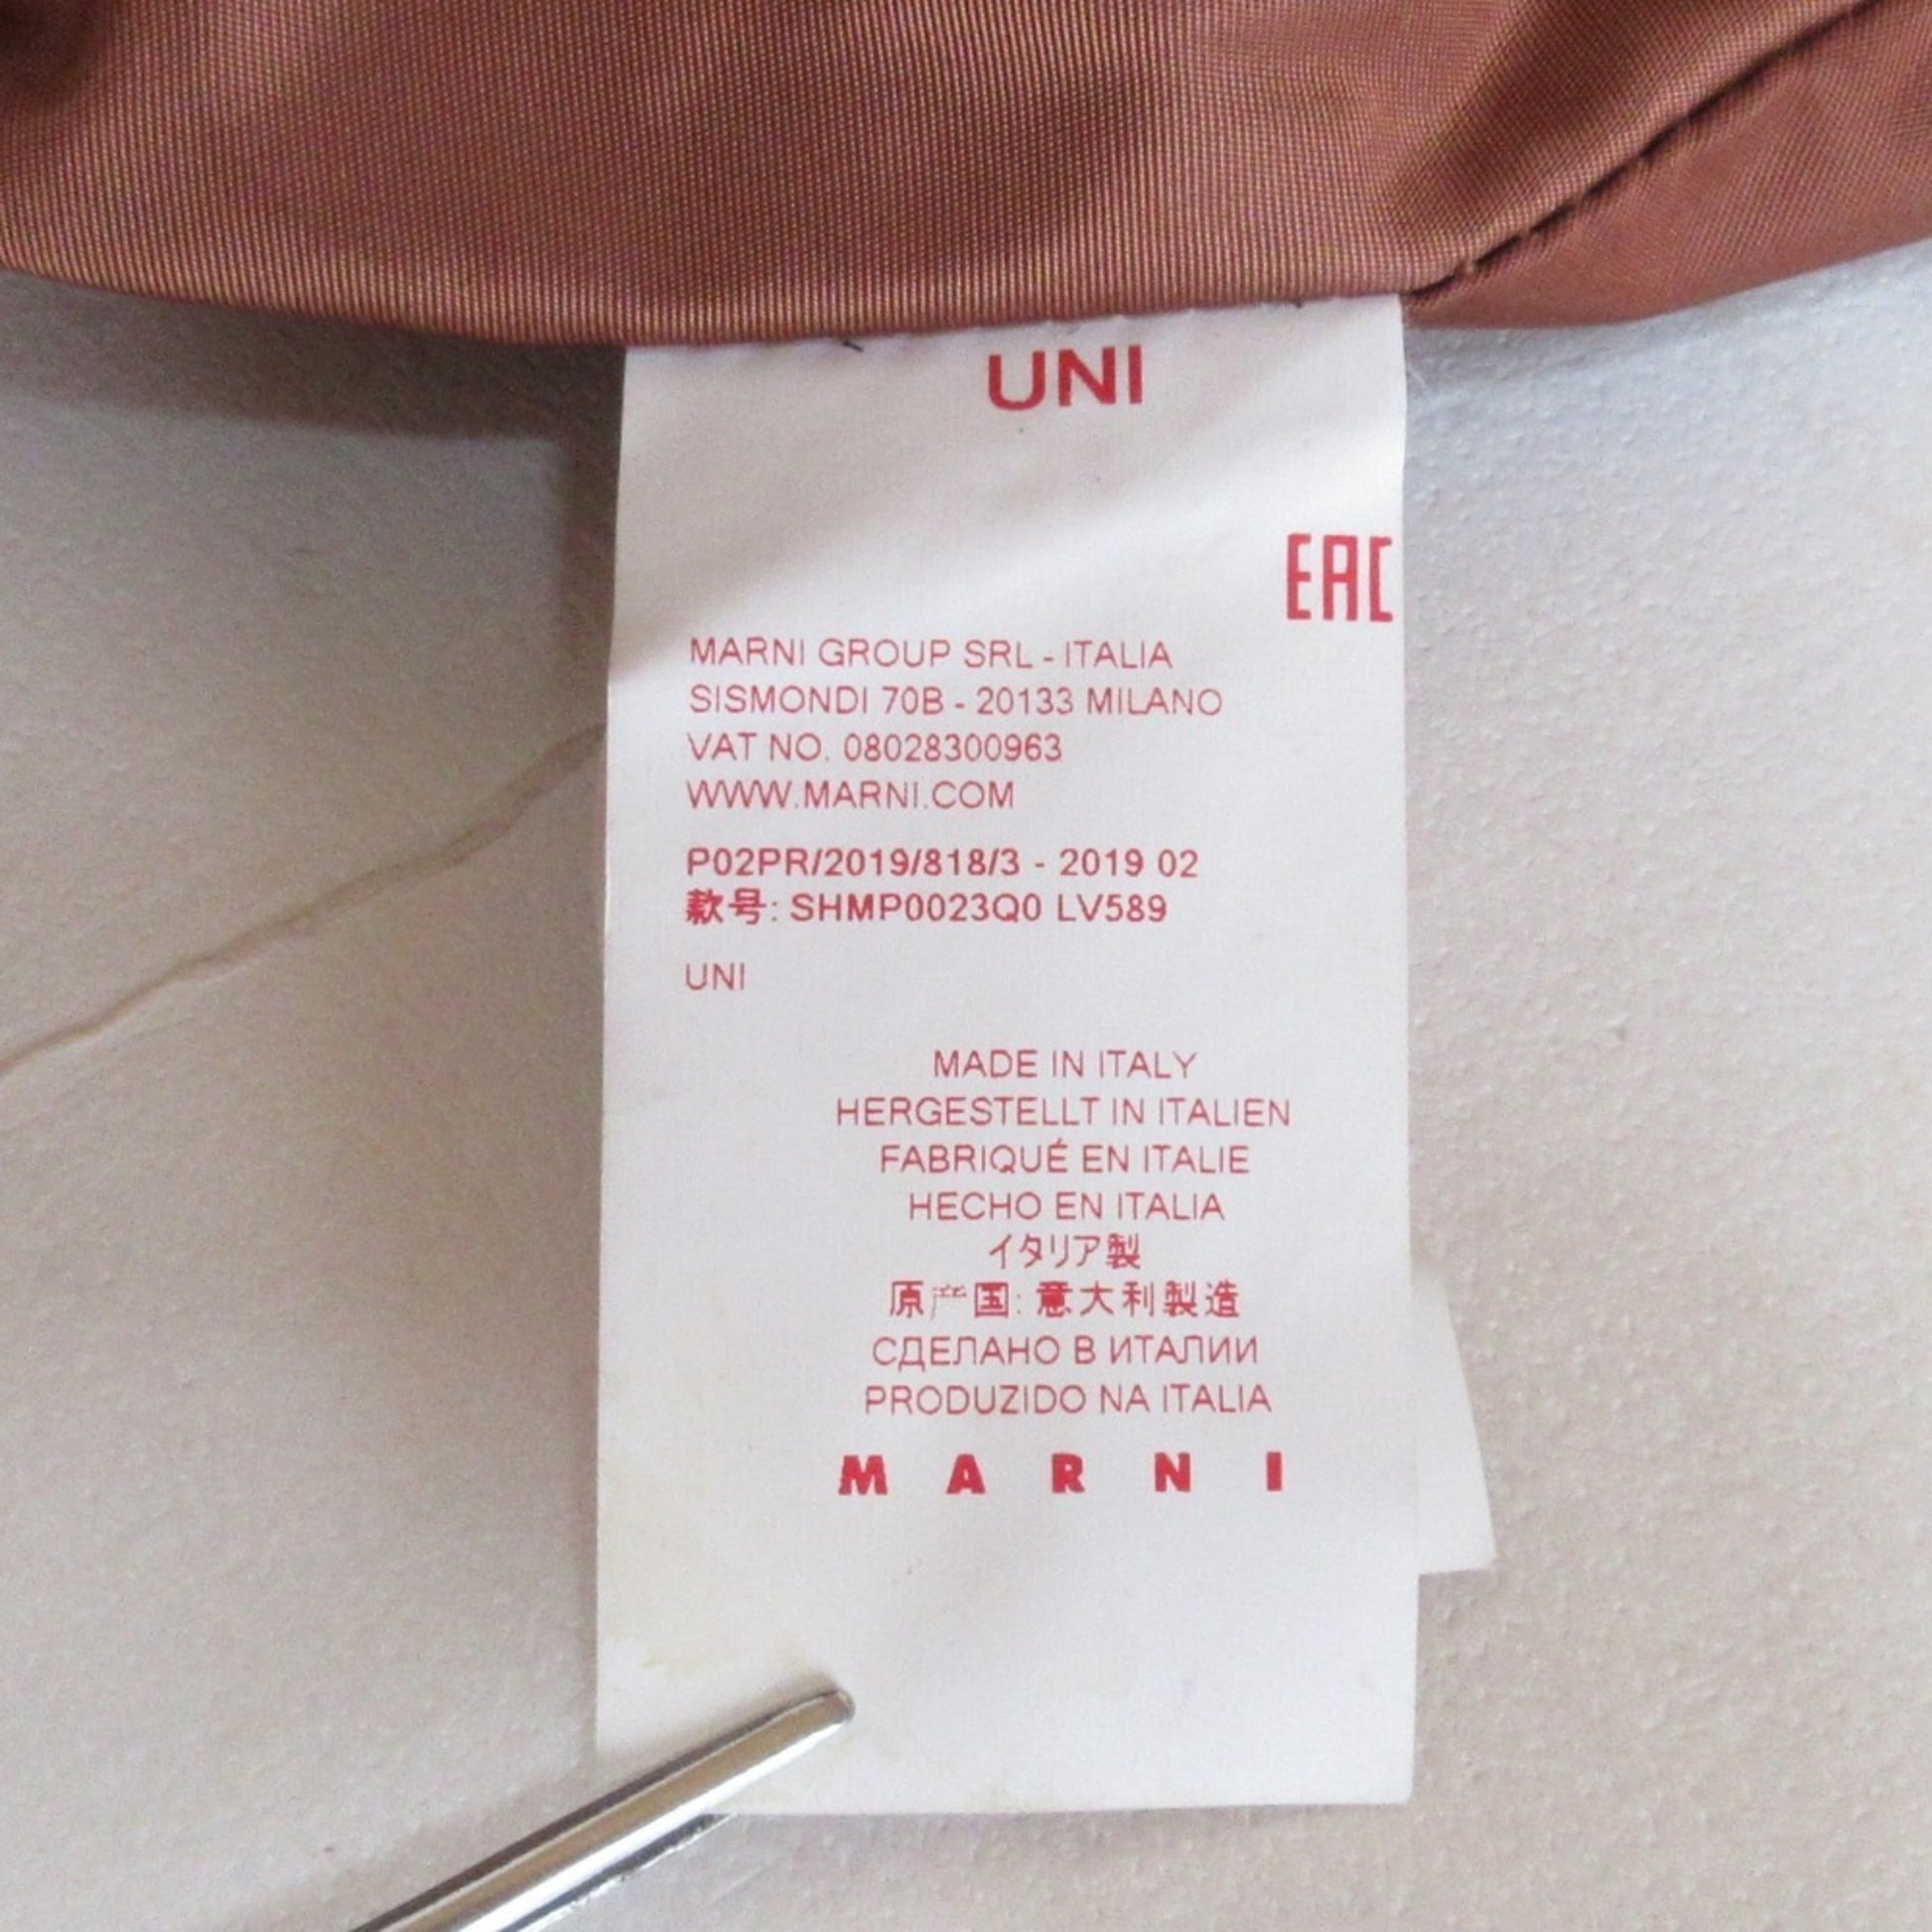 UNI
EAC
MARNI GROUP SRL - ITALIA
SISMONDI 70B - 20133 MILANO
VAT NO. 08028300963
WWW.MARNI.COM
P02PR/2019/818/3 - 2019 02
款号: SHMP0023Q0 LV589
UNI
MADE IN ITALY
HERGESTELLT IN ITALIEN
FABRIQUÉ EN ITALIE
HECHO EN ITALIA
イタリア製
原产国: 意大利製造
СДЕЛАНО В ИТАЛИИ
PRODUZIDO NA ITALIA
MARNI